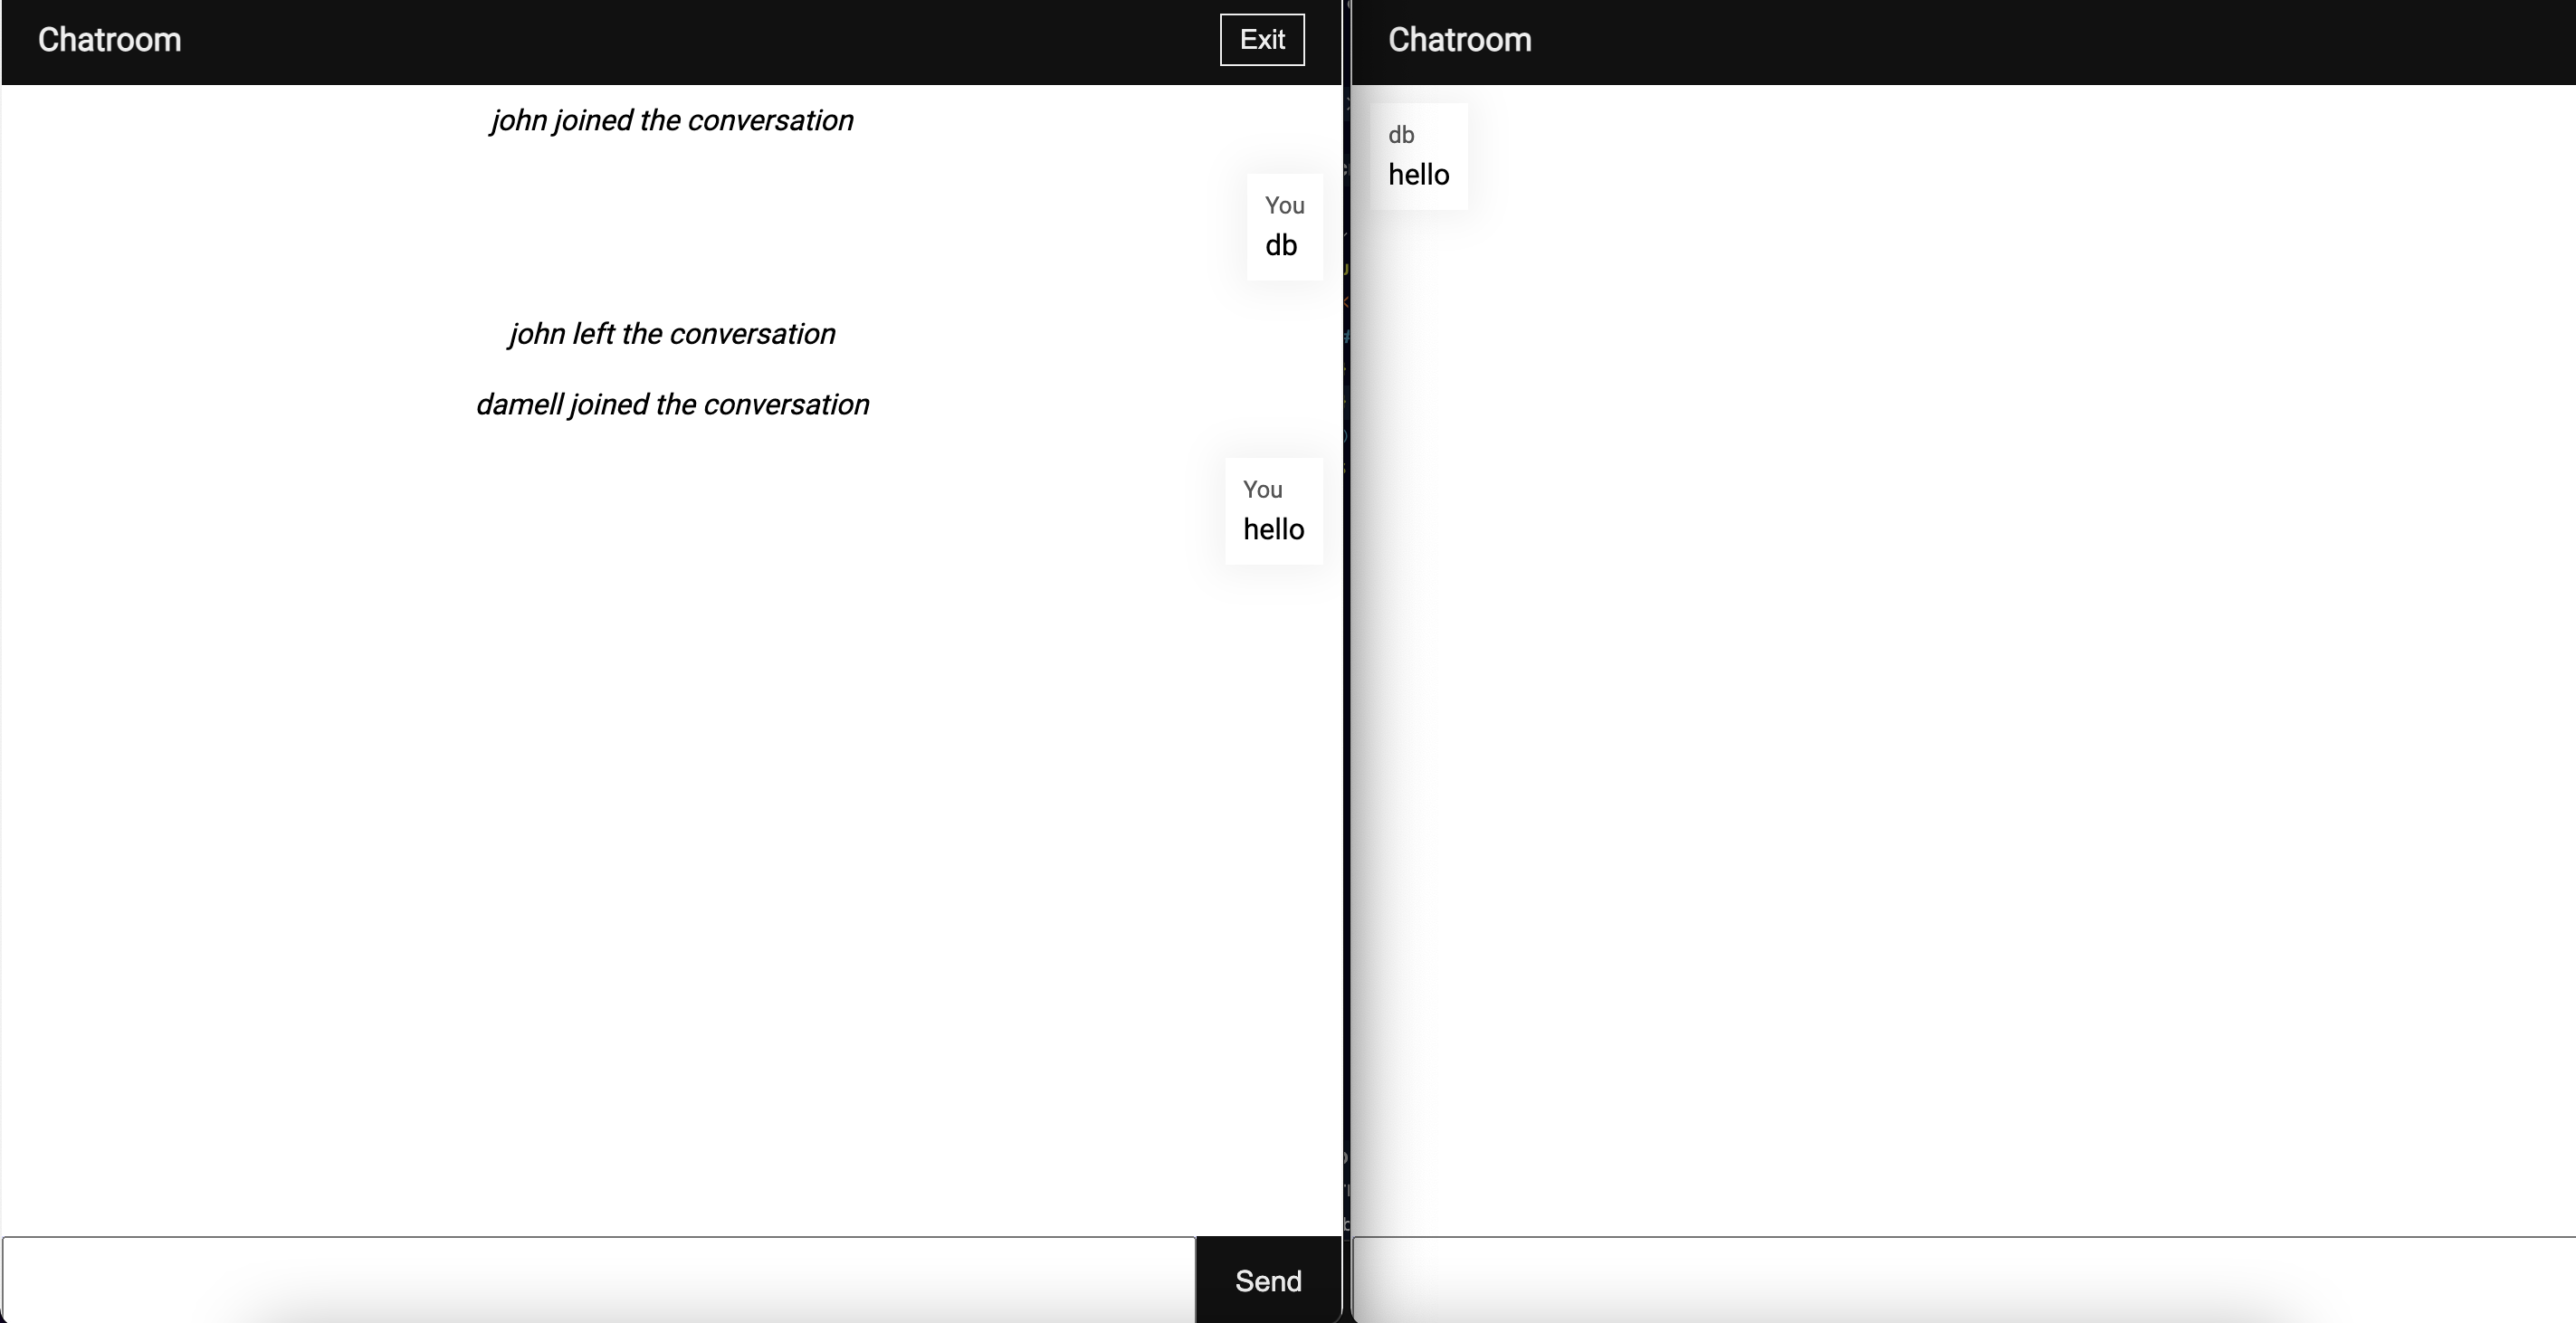 Chatroom
Exit
john joined the conversation
You
db
john left the conversation
damell joined the conversation
You
hello
Send
Chatroom
db
hello